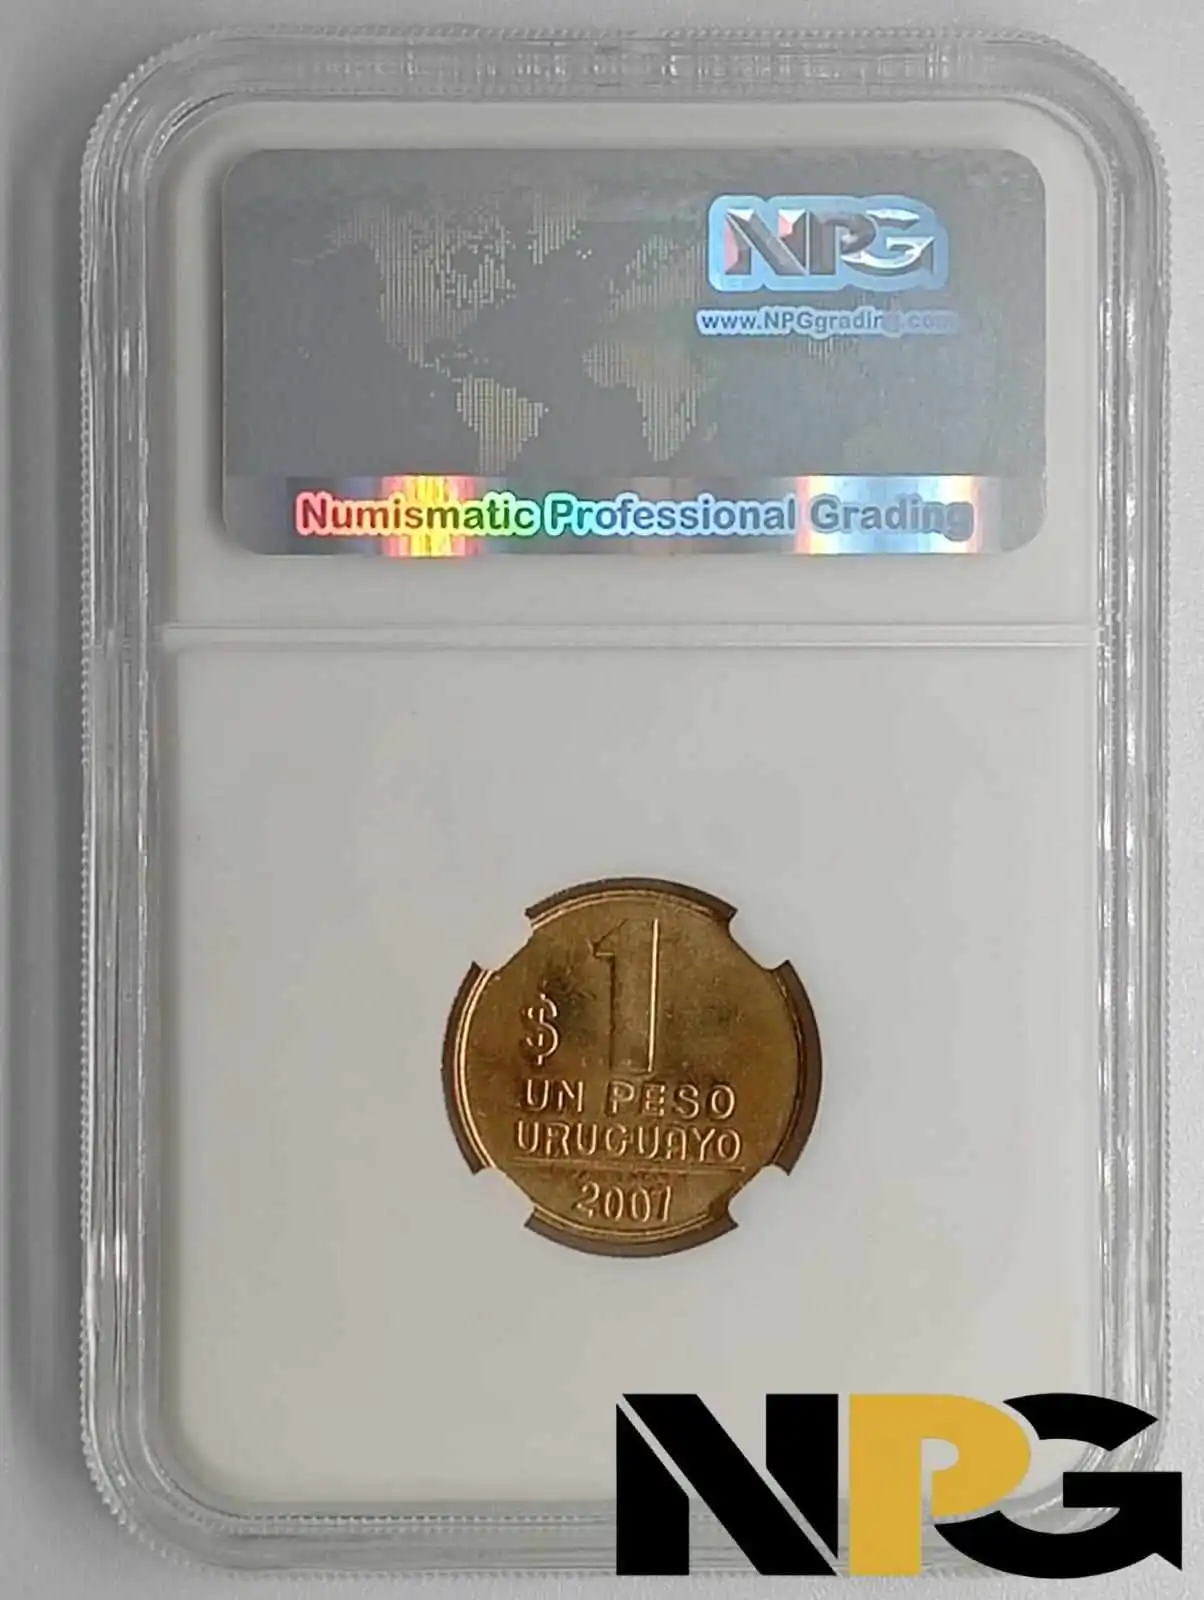 NPG
www.NPGgrading.com
Numismatic Professional Grading
1
$
UN PESO
URUGUAYO
2007
NPG